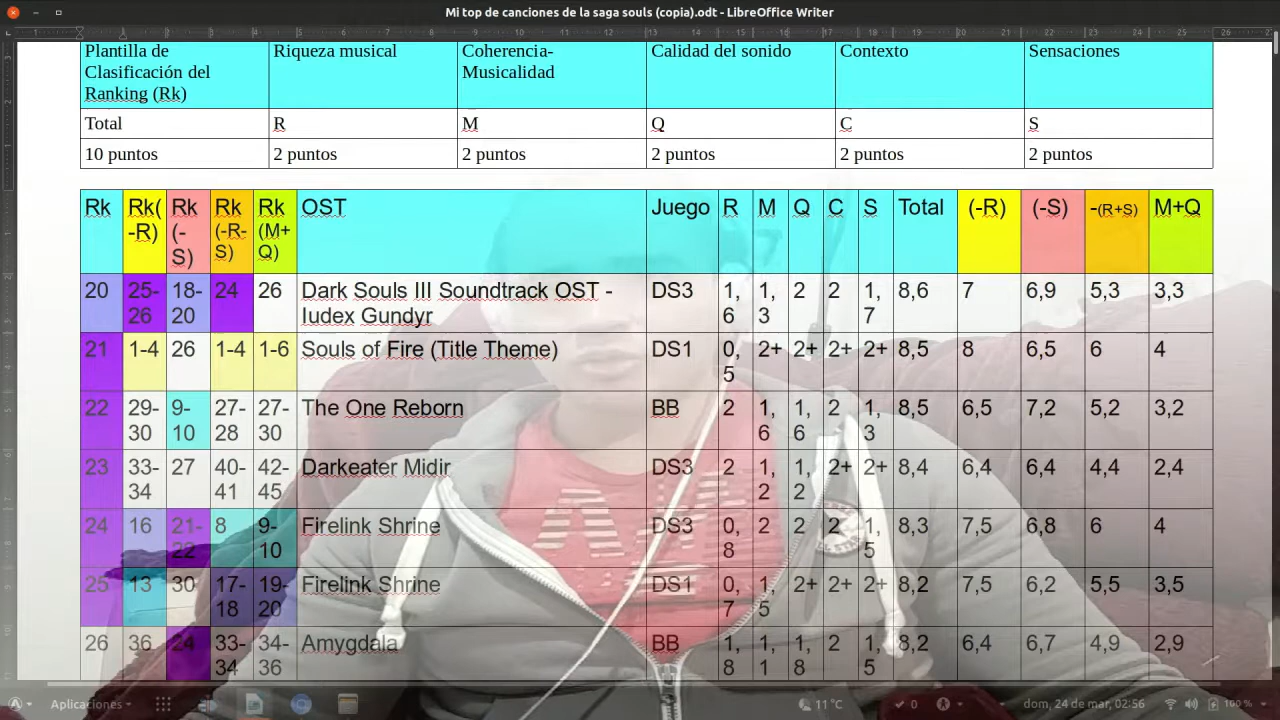 Mi top de canciones de la saga souls (copia).odt - LibreOffice Writer
Plantilla de Clasificación del Ranking (Rk) Riqueza musical Coherencia-Musicalidad Calidad del sonido Contexto Sensaciones
Total R M Q C S
10 puntos 2 puntos 2 puntos 2 puntos 2 puntos 2 puntos
Rk Rk(-R) Rk (-S) Rk (-R-S) Rk (M+Q) OST Juego R M Q C S Total (-R) (-S) -(R+S) M+Q
20 25-26 18-20 24 26 Dark Souls III Soundtrack OST - Iudex Gundyr DS3 1,6 1,3 2 2 1,7 8,6 7 6,9 5,3 3,3
21 1-4 26 1-4 1-6 Souls of Fire (Title Theme) DS1 0,5 2+ 2+ 2+ 2+ 8,5 8 6,5 6 4
22 29-30 9-10 27-28 27-30 The One Reborn BB 2 1,6 1,6 2 1,3 8,5 6,5 7,2 5,2 3,2
23 33-34 27 40-41 42-45 Darkeater Midir DS3 2 1,2 1,2 2+ 2+ 8,4 6,4 6,4 4,4 2,4
24 16 21-22 8 9-10 Firelink Shrine DS3 0,8 2 2 2 1,5 8,3 7,5 6,8 6 4
25 13 30 17-18 19-20 Firelink Shrine DS1 0,7 1,5 2+ 2+ 2+ 8,2 7,5 6,2 5,5 3,5
26 36 24 33-34 34-36 Amygdala BB 1,8 1,1 1,8 2 1,5 8,2 6,4 6,7 4,9 2,9
Aplicaciones 11 °C 0 dom, 24 de mar, 02:56 100 %